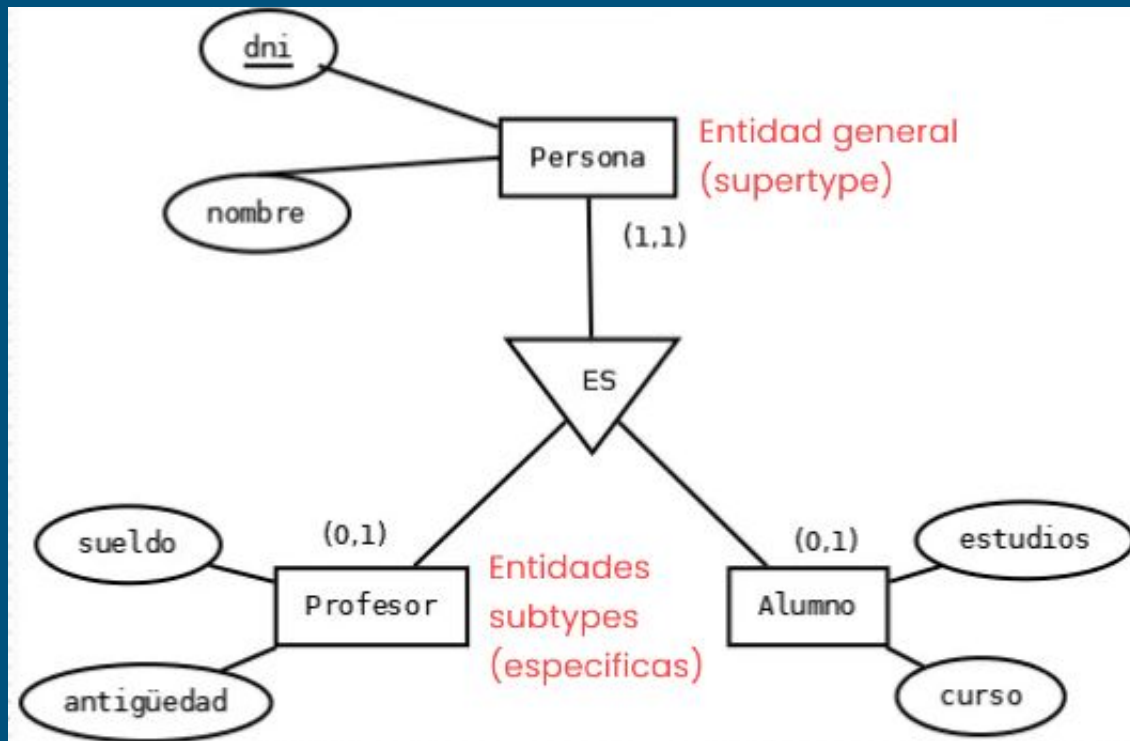 dni
Persona
Entidad general
(supertype)
nombre
(1,1)
ES
sueldo
(0,1)
(0,1)
estudios
Profesor
Entidades
subtypes
(especificas)
Alumno
antigüedad
curso